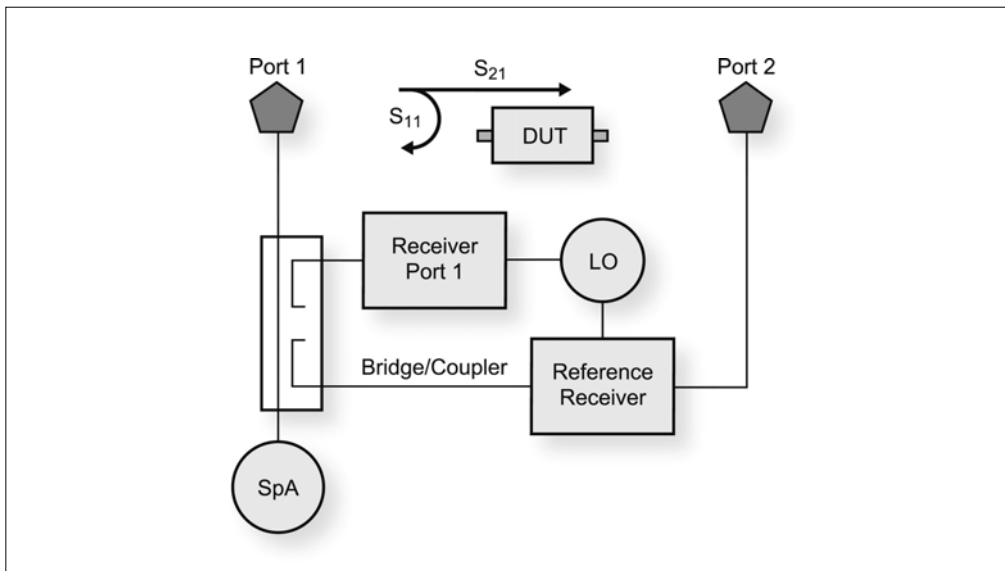 Port 1
S21
Port 2
S11
DUT
Receiver
Port 1
LO
Bridge/Coupler
Reference
Receiver
SpA